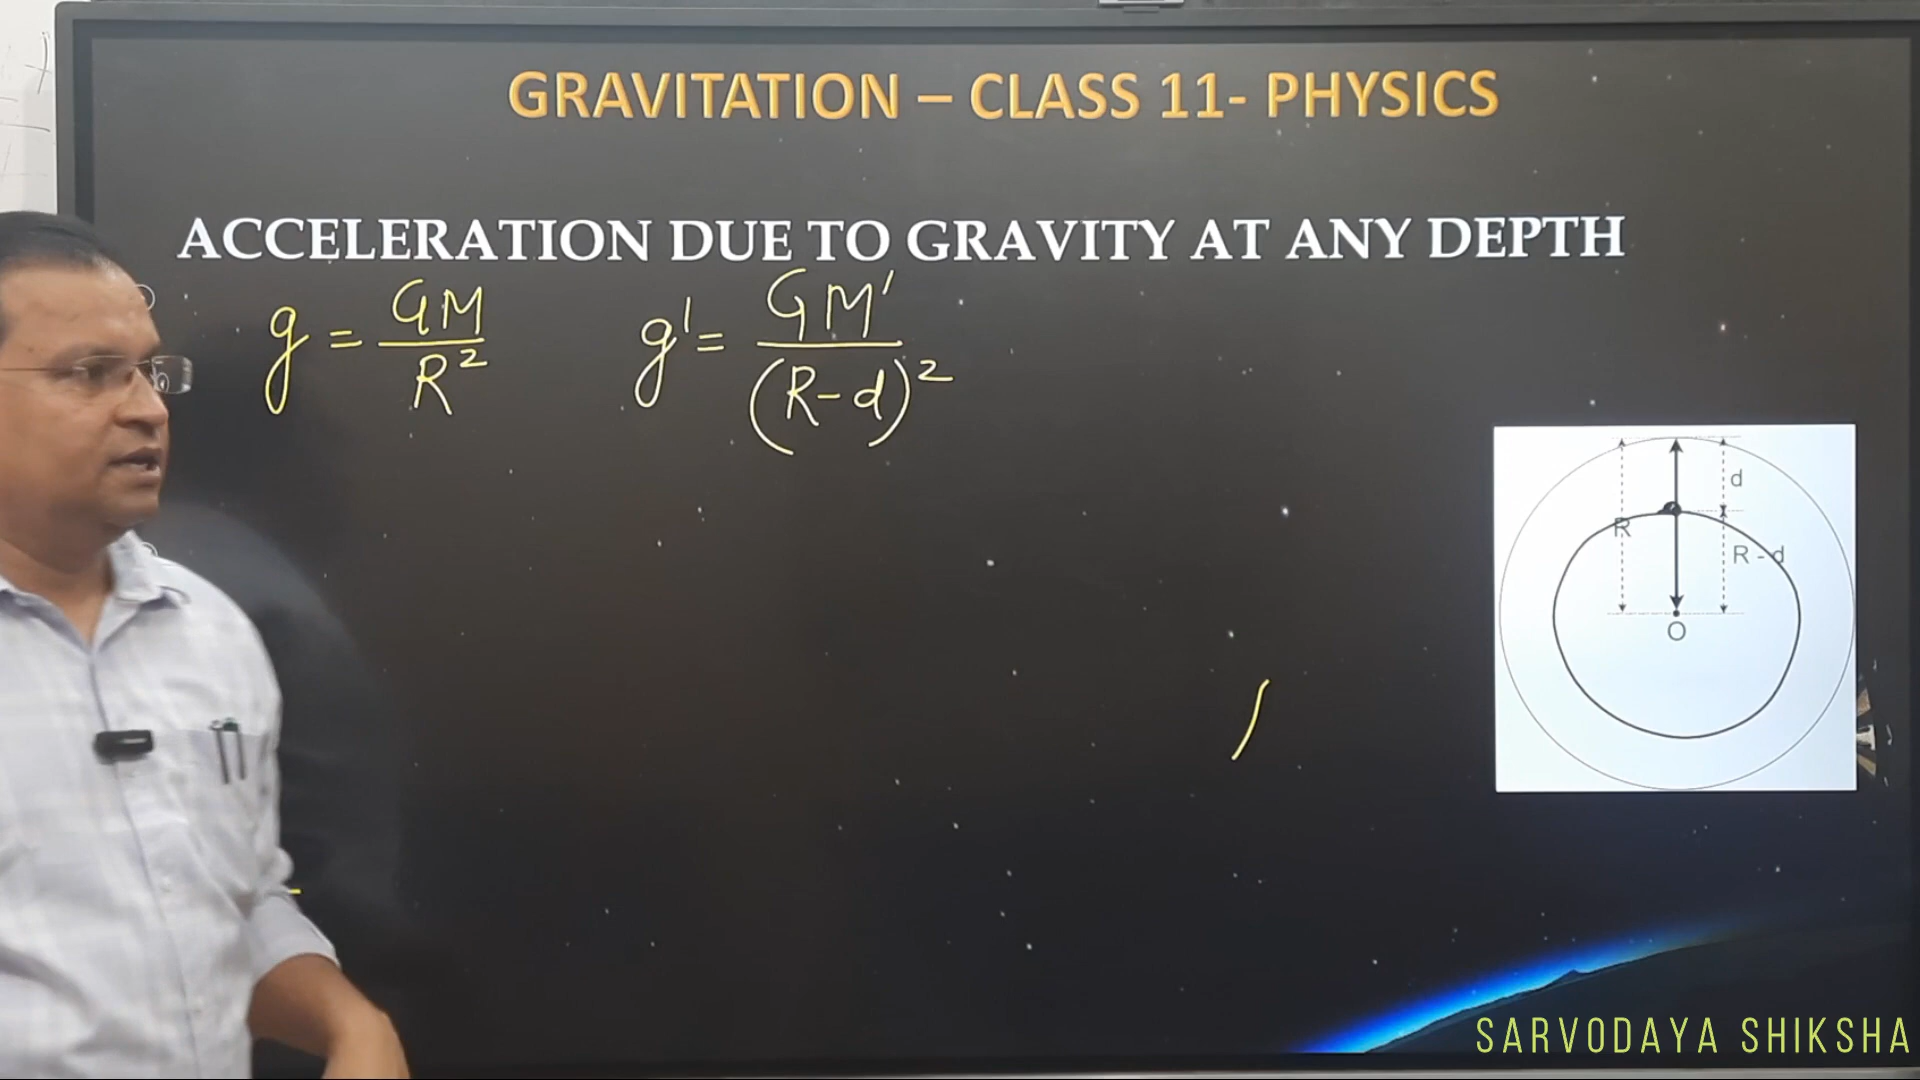 GRAVITATION – CLASS 11- PHYSICS
ACCELERATION DUE TO GRAVITY AT ANY DEPTH
g = GM / R² g' = GM' / (R-d)²
d
R
R - d
O
SARVODAYA SHIKSHA